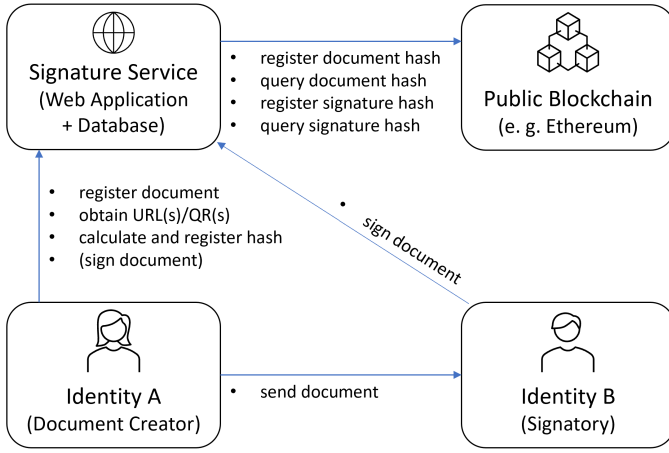 Signature Service
(Web Application
+ Database)
• register document hash
• query document hash
• register signature hash
• query signature hash
Public Blockchain
(e. g. Ethereum)
• register document
• obtain URL(s)/QR(s)
• calculate and register hash
• (sign document)
• sign document
Identity A
(Document Creator)
• send document
Identity B
(Signatory)